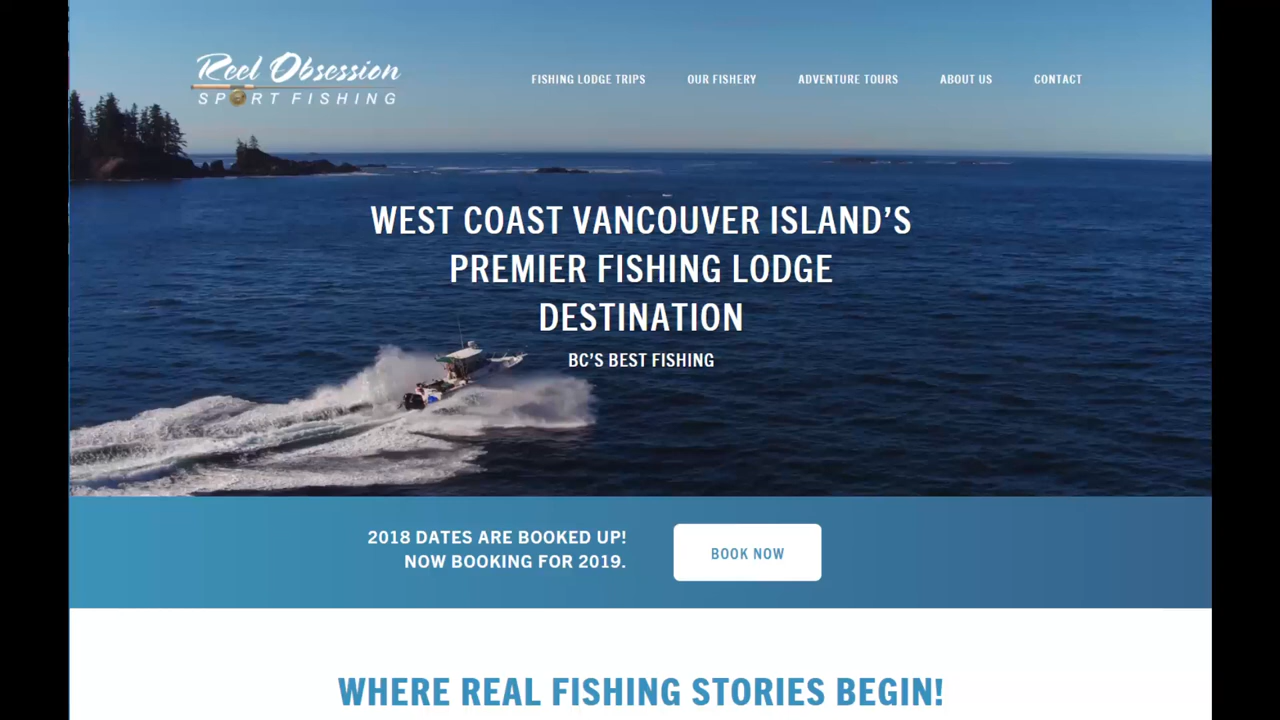 Reel Obsession
SPORT FISHING
FISHING LODGE TRIPS
OUR FISHERY
ADVENTURE TOURS
ABOUT US
CONTACT
WEST COAST VANCOUVER ISLAND’S
PREMIER FISHING LODGE
DESTINATION
BC’S BEST FISHING
2018 DATES ARE BOOKED UP!
NOW BOOKING FOR 2019.
BOOK NOW
WHERE REAL FISHING STORIES BEGIN!